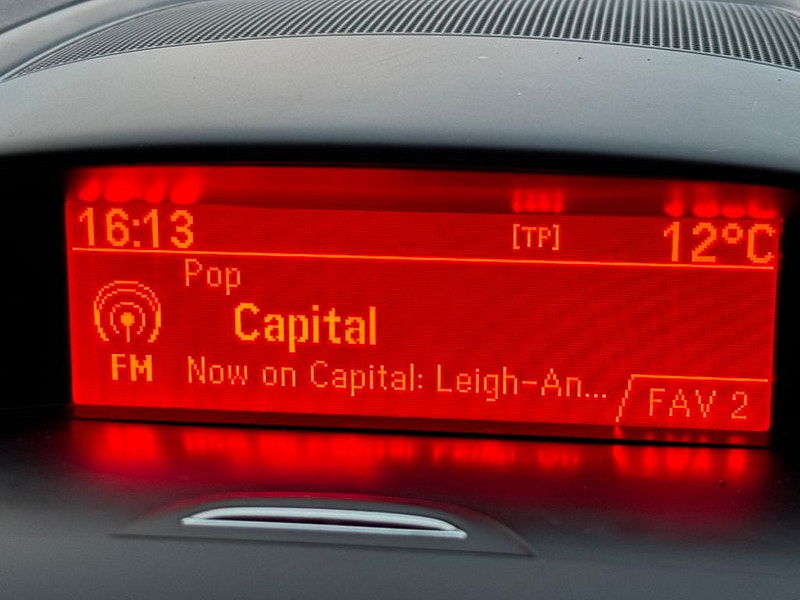 16:13 [TP] 12°C
Pop
Capital
FM
Now on Capital: Leigh-An...
FAV 2